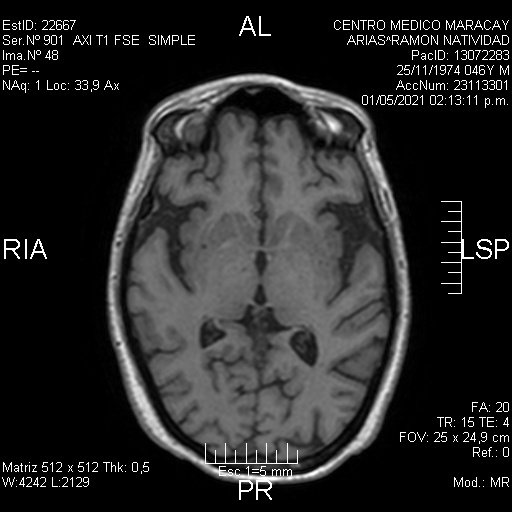 EstID: 22667
Ser.Nº 901 AXI T1 FSE SIMPLE
Ima.Nº 48
PE= --
NAq: 1 Loc: 33,9 Ax
AL
CENTRO MEDICO MARACAY
ARIAS^RAMON NATIVIDAD
PacID: 13072283
25/11/1974 046Y M
AccNum: 23113301
01/05/2021 02:13:11 p.m.
RIA
LSP
FA: 20
TR: 15 TE: 4
FOV: 25 x 24,9 cm
Ref.: 0
Matriz 512 x 512 Thk: 0,5
W:4242 L:2129
Esc.1=5 mm
PR
Mod.: MR